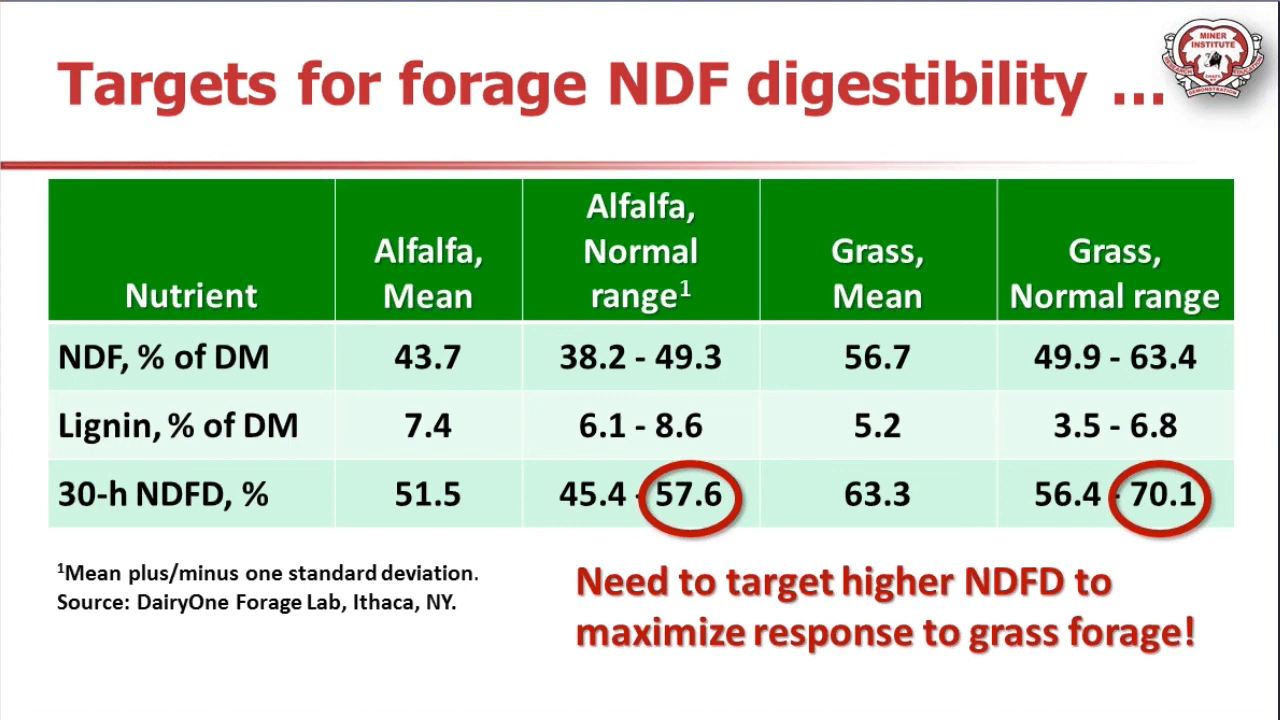 Targets for forage NDF digestibility ...
MINER
INSTITUTE
DEMONSTRATION
Nutrient
Alfalfa,
Mean
Alfalfa,
Normal
range¹
Grass,
Mean
Grass,
Normal range
NDF, % of DM 43.7 38.2 - 49.3 56.7 49.9 - 63.4
Lignin, % of DM 7.4 6.1 - 8.6 5.2 3.5 - 6.8
30-h NDFD, % 51.5 45.4 - 57.6 63.3 56.4 - 70.1
¹Mean plus/minus one standard deviation.
Source: DairyOne Forage Lab, Ithaca, NY.
Need to target higher NDFD to
maximize response to grass forage!